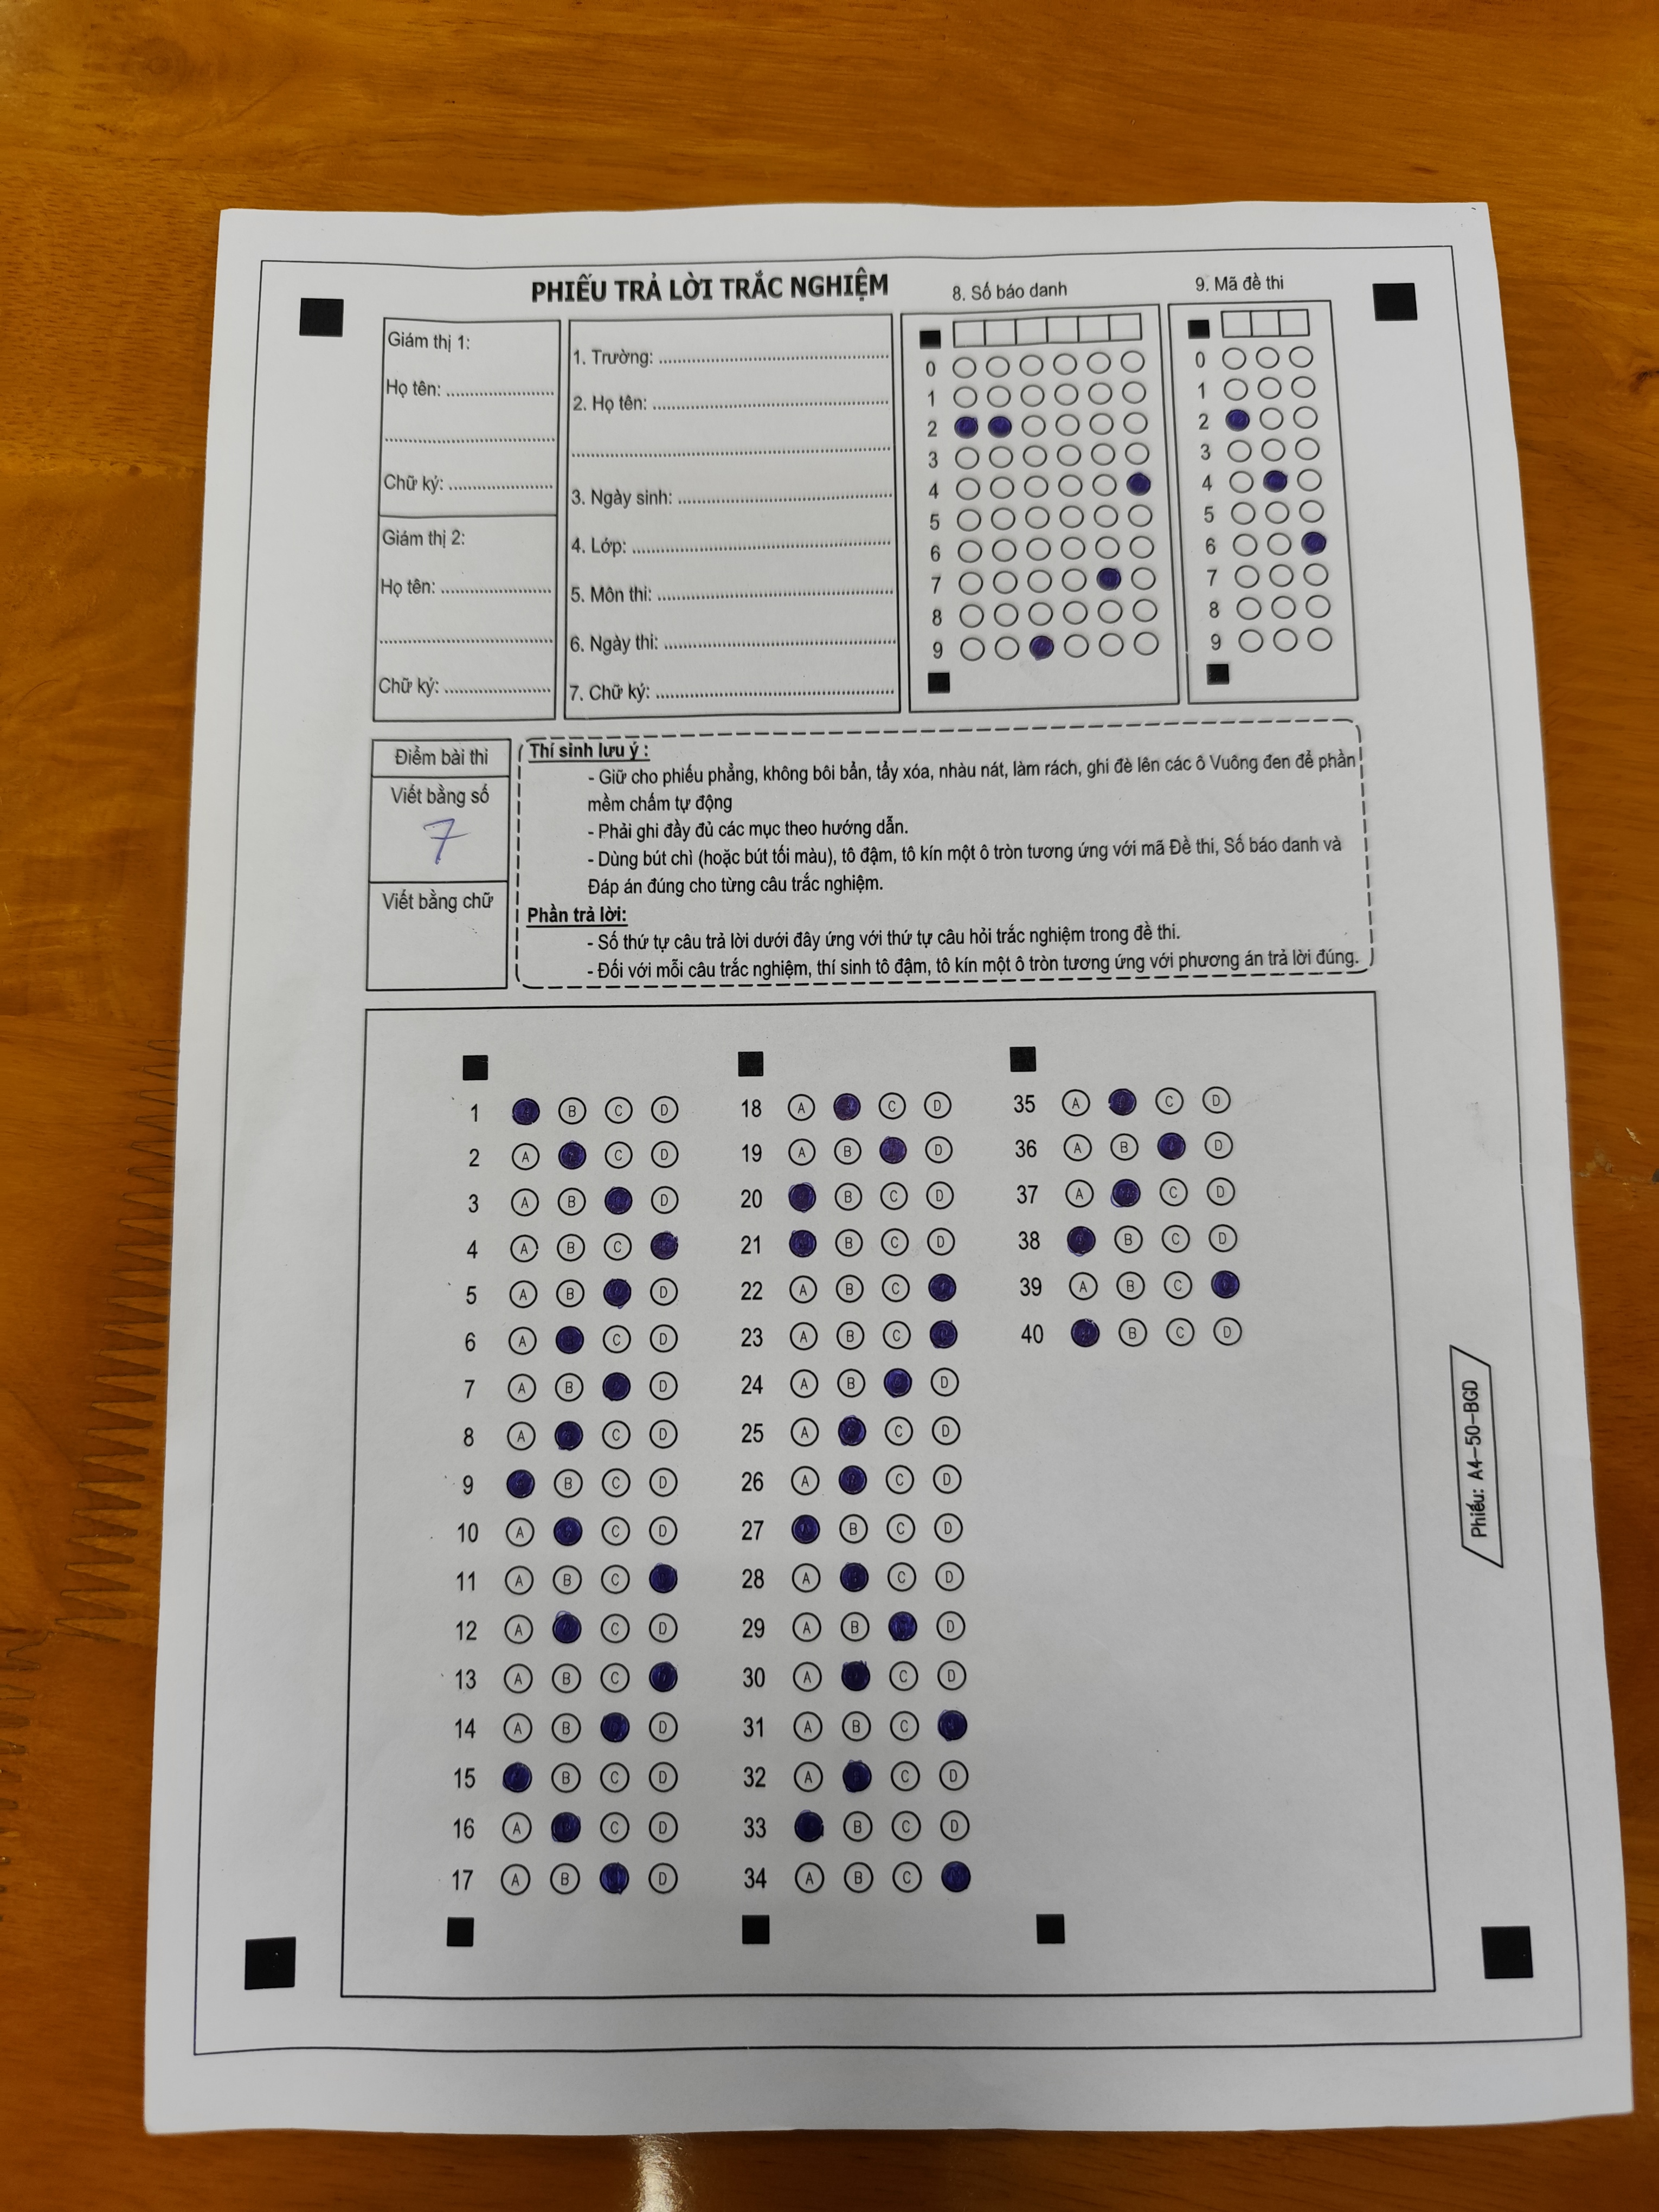 PHIẾU TRẢ LỜI TRẮC NGHIỆM
Giám thị 1:
Họ tên: ........................
........................
Chữ ký: ........................
Giám thị 2:
Họ tên: ........................
........................
Chữ ký: ........................
1. Trường: ........................
2. Họ tên: ........................
........................
3. Ngày sinh: ........................
4. Lớp: ........................
5. Môn thi: ........................
6. Ngày thi: ........................
7. Chữ ký: ........................
8. Số báo danh
0
1
2
3
4
5
6
7
8
9
9. Mã đề thi
0
1
2
3
4
5
6
7
8
9
Điểm bài thi
Viết bằng số
7
Viết bằng chữ
Thí sinh lưu ý :
- Giữ cho phiếu phẳng, không bôi bẩn, tẩy xóa, nhàu nát, làm rách, ghi đè lên các ô Vuông đen để phần
mềm chấm tự động
- Phải ghi đầy đủ các mục theo hướng dẫn.
- Dùng bút chì (hoặc bút tối màu), tô đậm, tô kín một ô tròn tương ứng với mã Đề thi, Số báo danh và
Đáp án đúng cho từng câu trắc nghiệm.
Phần trả lời:
- Số thứ tự câu trả lời dưới đây ứng với thứ tự câu hỏi trắc nghiệm trong đề thi.
- Đối với mỗi câu trắc nghiệm, thí sinh tô đậm, tô kín một ô tròn tương ứng với phương án trả lời đúng.
1 B C D
2 A C D
3 A B D
4 A B C
5 A B D
6 A C D
7 A B D
8 A C D
9 B C D
10 A C D
11 A B C
12 A C D
13 A B C
14 A B D
15 B C D
16 A C D
17 A B D
18 A C D
19 A B D
20 B C D
21 B C D
22 A B C
23 A B C
24 A B D
25 A C D
26 A C D
27 B C D
28 A C D
29 A B D
30 A C D
31 A B C
32 A C D
33 B C D
34 A B C
35 A C D
36 A B D
37 A C D
38 B C D
39 A B C
40 B C D
Phiếu: A4-50-BGD